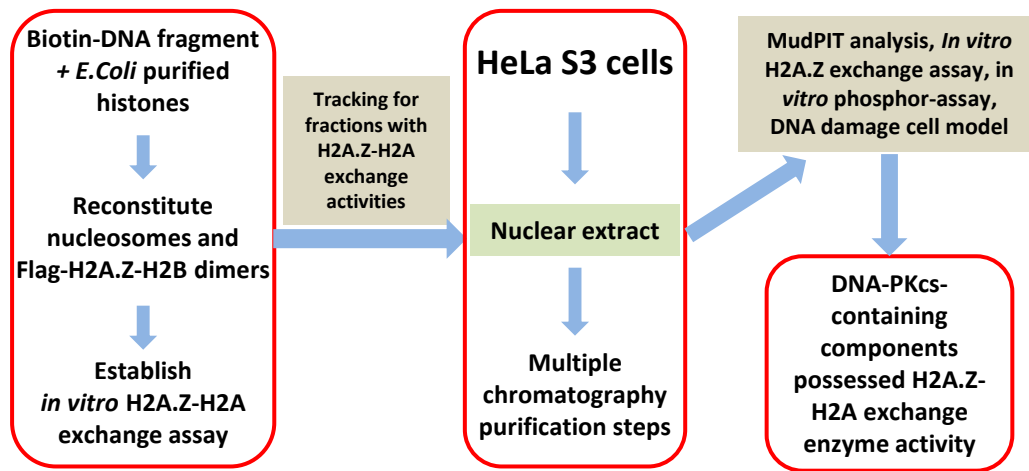 Biotin-DNA fragment
+ E.Coli purified
histones
Reconstitute
nucleosomes and
Flag-H2A.Z-H2B dimers
Establish
in vitro H2A.Z-H2A
exchange assay
Tracking for
fractions with
H2A.Z-H2A
exchange
activities
HeLa S3 cells
Nuclear extract
Multiple
chromatography
purification steps
MudPIT analysis, In vitro
H2A.Z exchange assay, in
vitro phosphor-assay,
DNA damage cell model
DNA-PKcs-
containing
components
possessed H2A.Z-
H2A exchange
enzyme activity